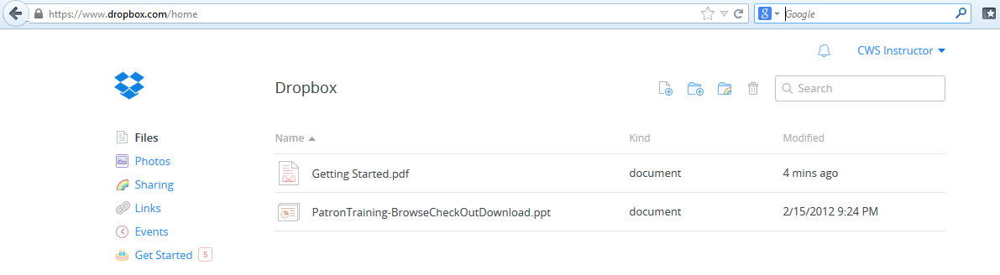 https://www.dropbox.com/home
Google
CWS Instructor
Dropbox
Search
Files
Photos
Sharing
Links
Events
Get Started 5
Name Kind Modified
Getting Started.pdf document 4 mins ago
PatronTraining-BrowseCheckOutDownload.ppt document 2/15/2012 9:24 PM